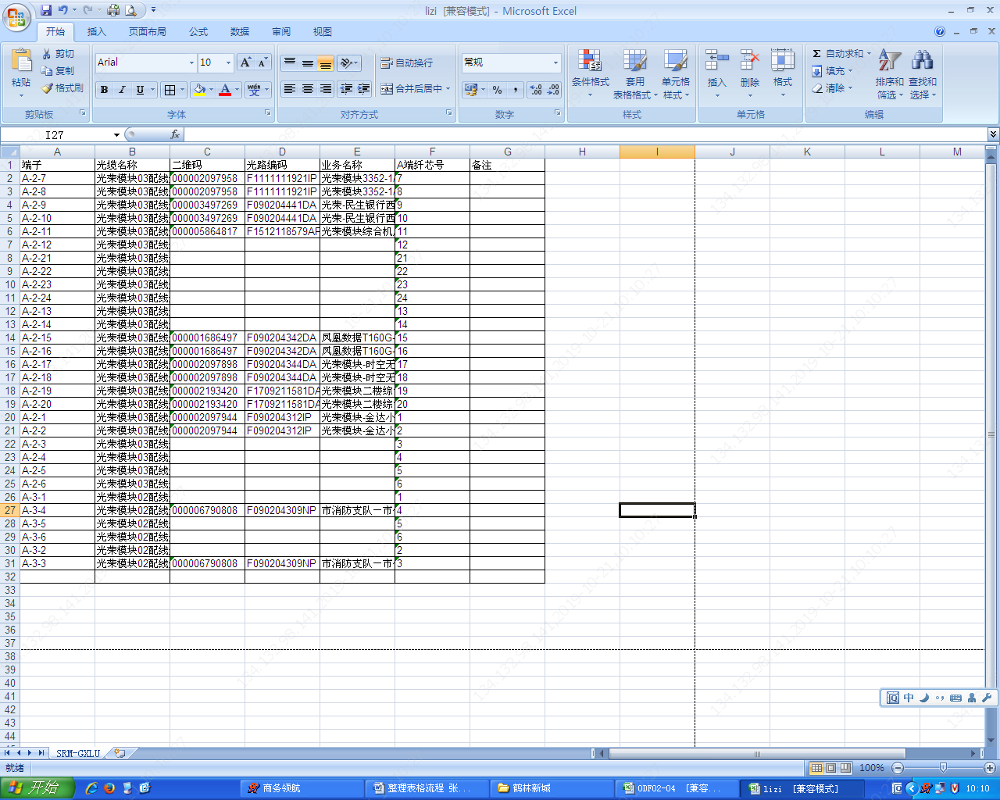 lizi [兼容模式] - Microsoft Excel
开始 插入 页面布局 公式 数据 审阅 视图
粘贴 剪切 复制 格式刷 剪贴板
Arial 10 B I U A wén 字体
自动换行 合并后居中 对齐方式
常规 % , 数字
条件格式 套用表格格式 单元格样式 样式
插入 删除 格式 单元格
Σ 自动求和 填充 清除 排序和筛选 查找和选择 编辑
I27 fx
A B C D E F G H I J K L M
1 端子 光缆名称 二维码 光路编码 业务名称 A端纤芯号 备注
2 A-2-7 光荣模块03配线 000002097958 F1111111921IP 光荣模块3352-1/ 7
3 A-2-8 光荣模块03配线 000002097958 F1111111921IP 光荣模块3352-1/ 8
4 A-2-9 光荣模块03配线 000003497269 F090204441DA 光荣-民生银行西 9
5 A-2-10 光荣模块03配线 000003497269 F090204441DA 光荣-民生银行西 10
6 A-2-11 光荣模块03配线 000005864817 F1512118579AF 光荣模块综合机 11
7 A-2-12 光荣模块03配线 12
8 A-2-21 光荣模块03配线 21
9 A-2-22 光荣模块03配线 22
10 A-2-23 光荣模块03配线 23
11 A-2-24 光荣模块03配线 24
12 A-2-13 光荣模块03配线 13
13 A-2-14 光荣模块03配线 14
14 A-2-15 光荣模块03配线 000001686497 F090204342DA 凤凰数据T160G- 15
15 A-2-16 光荣模块03配线 000001686497 F090204342DA 凤凰数据T160G- 16
16 A-2-17 光荣模块03配线 000002097898 F090204344DA 光荣模块-时空无 17
17 A-2-18 光荣模块03配线 000002097898 F090204344DA 光荣模块-时空无 18
18 A-2-19 光荣模块03配线 000002193420 F1709211581DA 光荣模块二楼综 19
19 A-2-20 光荣模块03配线 000002193420 F1709211581DA 光荣模块二楼综 20
20 A-2-1 光荣模块03配线 000002097944 F090204312IP 光荣模块-金达小 1
21 A-2-2 光荣模块03配线 000002097944 F090204312IP 光荣模块-金达小 2
22 A-2-3 光荣模块03配线 3
23 A-2-4 光荣模块03配线 4
24 A-2-5 光荣模块03配线 5
25 A-2-6 光荣模块03配线 6
26 A-3-1 光荣模块02配线 1
27 A-3-4 光荣模块02配线 000006790808 F090204309NP 市消防支队－市 4
28 A-3-5 光荣模块02配线 5
29 A-3-6 光荣模块02配线 6
30 A-3-2 光荣模块02配线 2
31 A-3-3 光荣模块02配线 000006790808 F090204309NP 市消防支队－市 3
32
33
34
35
36
37
38
39
40
41
42
43
44
中
SRM-GXLU
就绪 100%
开始 商务领航 整理表格流程 张... 鹤林新城 ODF02-04 [兼容... lizi [兼容模式] 10:10